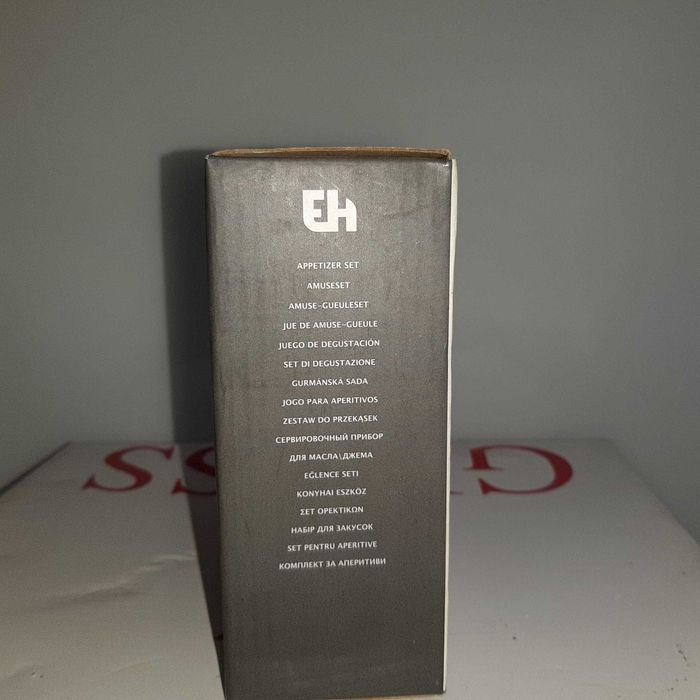 Eh
APPETIZER SET
AMUSESET
AMUSE-GUEULESET
JUE DE AMUSE-GUEULE
JUEGO DE DEGUSTACIÓN
SET DI DEGUSTAZIONE
GURMÁNSKÁ SADA
JOGO PARA APERITIVOS
ZESTAW DO PRZEKĄSEK
СЕРВИРОВОЧНЫЙ ПРИБОР
ДЛЯ МАСЛА\ДЖЕМА
EĞLENCE SETI
KONYHAI ESZKÖZ
ΣΕΤ ΟΡΕΚΤΙΚΩΝ
НАБІР ДЛЯ ЗАКУСОК
SET PENTRU APERITIVE
КОМПЛЕКТ ЗА АПЕРИТИВИ